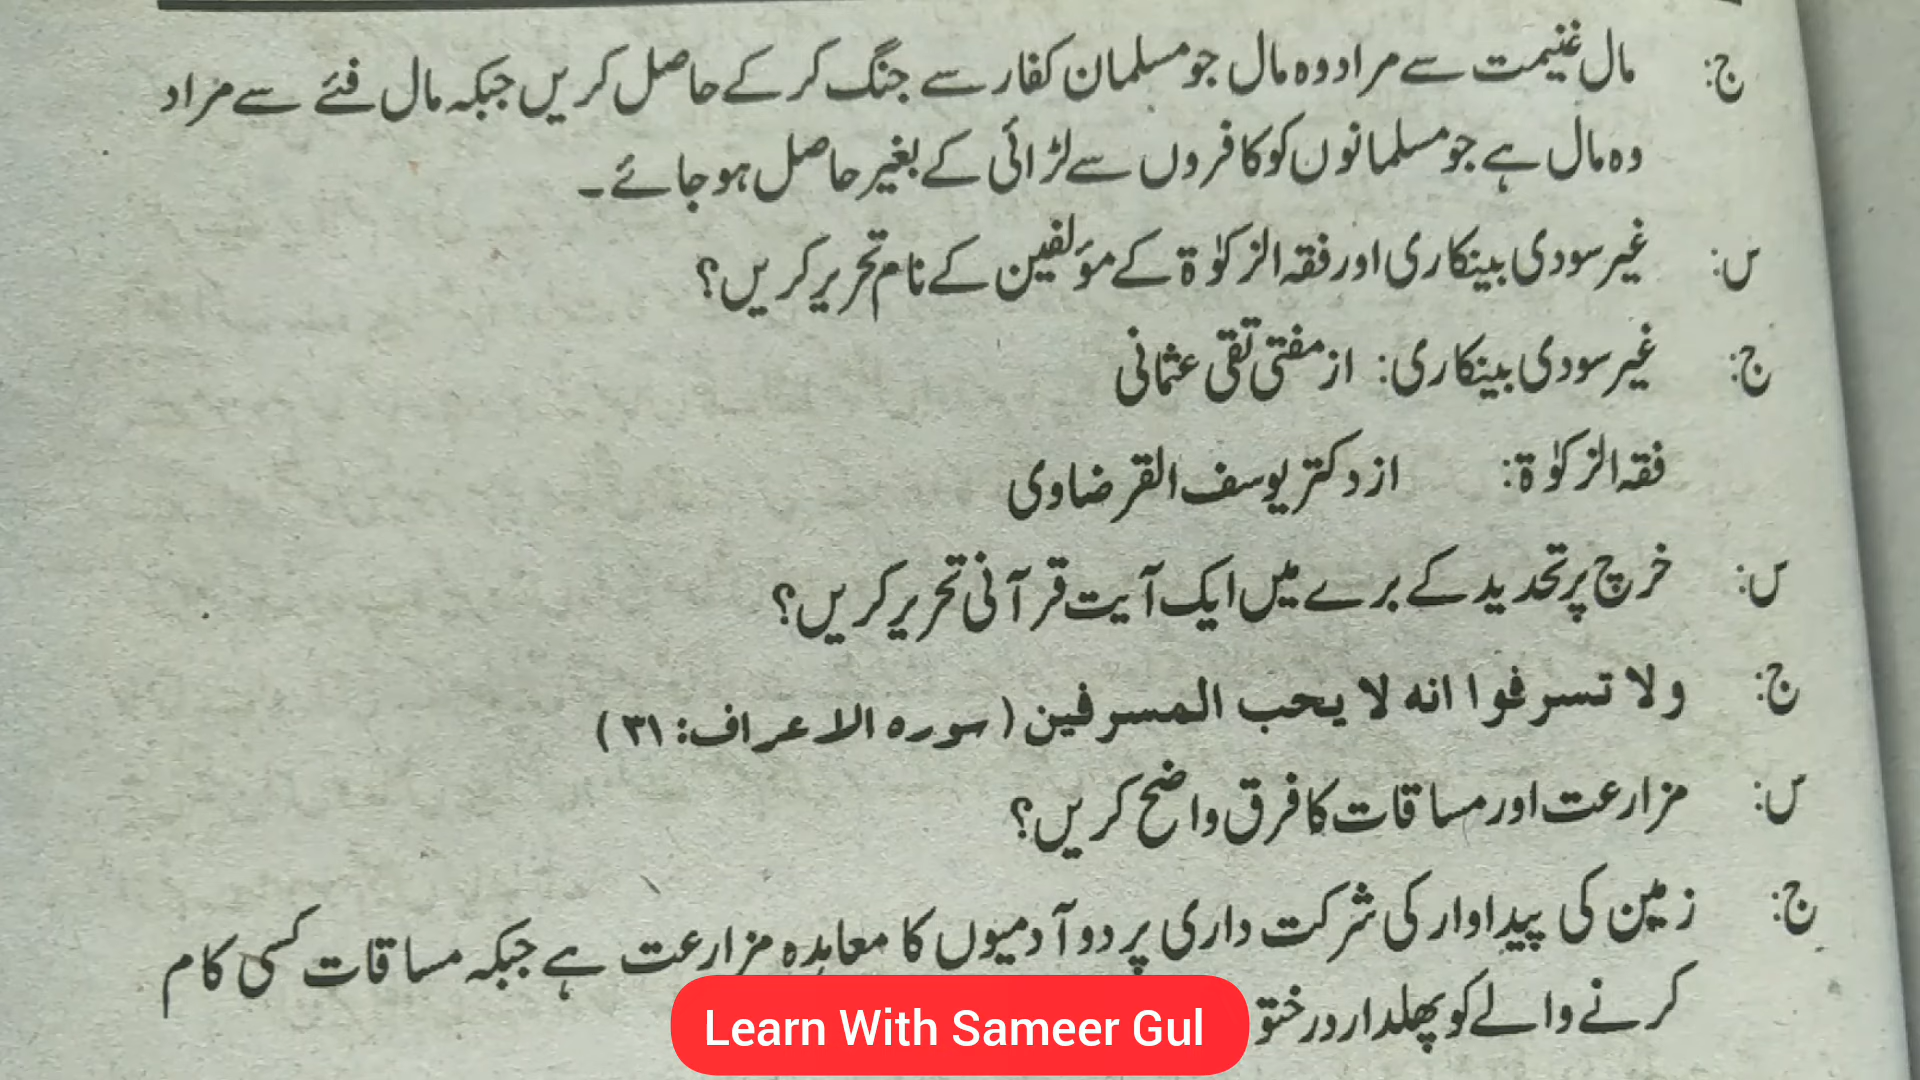 ج: مال غنیمت سے مراد وہ مال جو مسلمان کفار سے جنگ کر کے حاصل کریں جبکہ مال فئے سے مراد
وہ مال ہے جو مسلمانوں کو کافروں سے لڑائی کے بغیر حاصل ہو جائے۔
س: غیر سودی بینکاری اور فقہ الزکوٰۃ کے مؤلفین کے نام تحریر کریں؟
ج: غیر سودی بینکاری: از مفتی تقی عثمانی
فقہ الزکوٰۃ: از دکتر یوسف القرضاوی
س: خرچ پر تحدید کے برے میں ایک آیت قرآنی تحریر کریں؟
ج: ولا تسرفوا انه لا يحب المسرفين (سورہ الاعراف: ۳۱)
س: مزارعت اور مساقات کا فرق واضح کریں؟
ج: زمین کی پیداوار کی شرکت داری پر دو آدمیوں کا معاہدہ مزارعت ہے جبکہ مساقات کسی کام
کرنے والے کو پھلدار
Learn With Sameer Gul